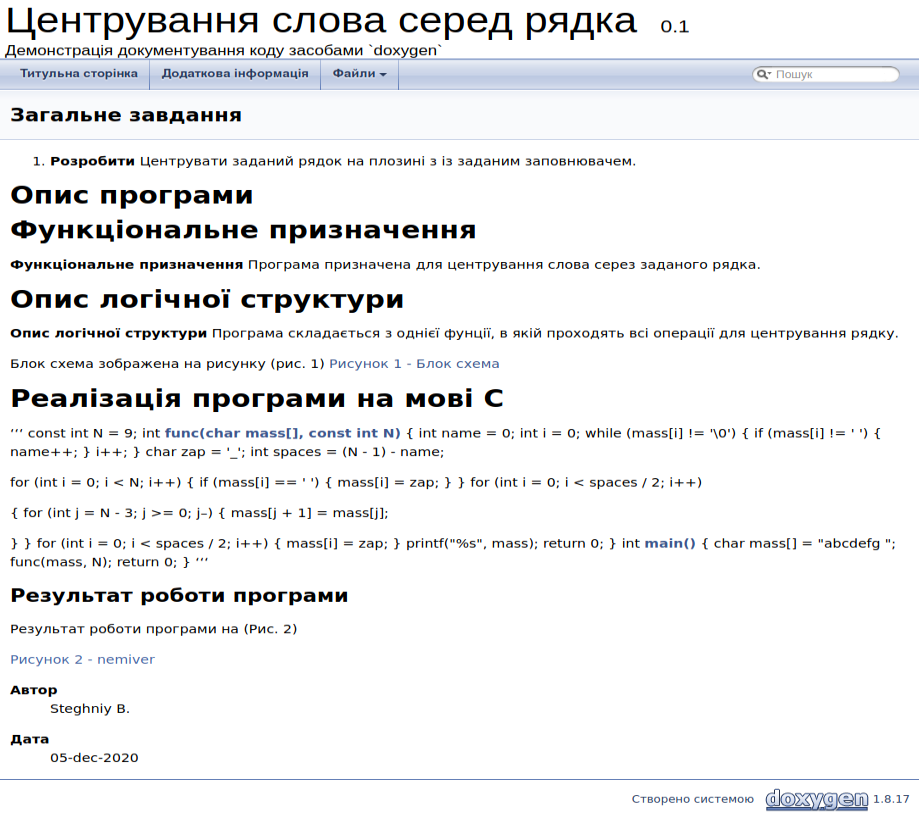 Центрування слова серед рядка 0.1
Демонстрація документування коду засобами `doxygen`
Титульна сторінка Додаткова інформація Файли Пошук
Загальне завдання
1. Розробити Центрувати заданий рядок на плозині з із заданим заповнювачем.
Опис програми
Функціональне призначення
Функціональне призначення Програма призначена для центрування слова серез заданого рядка.
Опис логічної структури
Опис логічної структури Програма складається з однієї фунції, в якій проходять всі операції для центрування рядку.
Блок схема зображена на рисунку (рис. 1) Рисунок 1 - Блок схема
Реалізація програми на мові С
‘‘‘ const int N = 9; int func(char mass[], const int N) { int name = 0; int i = 0; while (mass[i] != '\0') { if (mass[i] != ' ') {
name++; } i++; } char zap = '_'; int spaces = (N - 1) - name;
for (int i = 0; i < N; i++) { if (mass[i] == ' ') { mass[i] = zap; } } for (int i = 0; i < spaces / 2; i++)
{ for (int j = N - 3; j >= 0; j–) { mass[j + 1] = mass[j];
} } for (int i = 0; i < spaces / 2; i++) { mass[i] = zap; } printf("%s", mass); return 0; } int main() { char mass[] = "abcdefg ";
func(mass, N); return 0; } ‘‘‘
Результат роботи програми
Результат роботи програми на (Рис. 2)
Рисунок 2 - nemiver
Автор
Steghniy B.
Дата
05-dec-2020
Створено системою doxygen 1.8.17